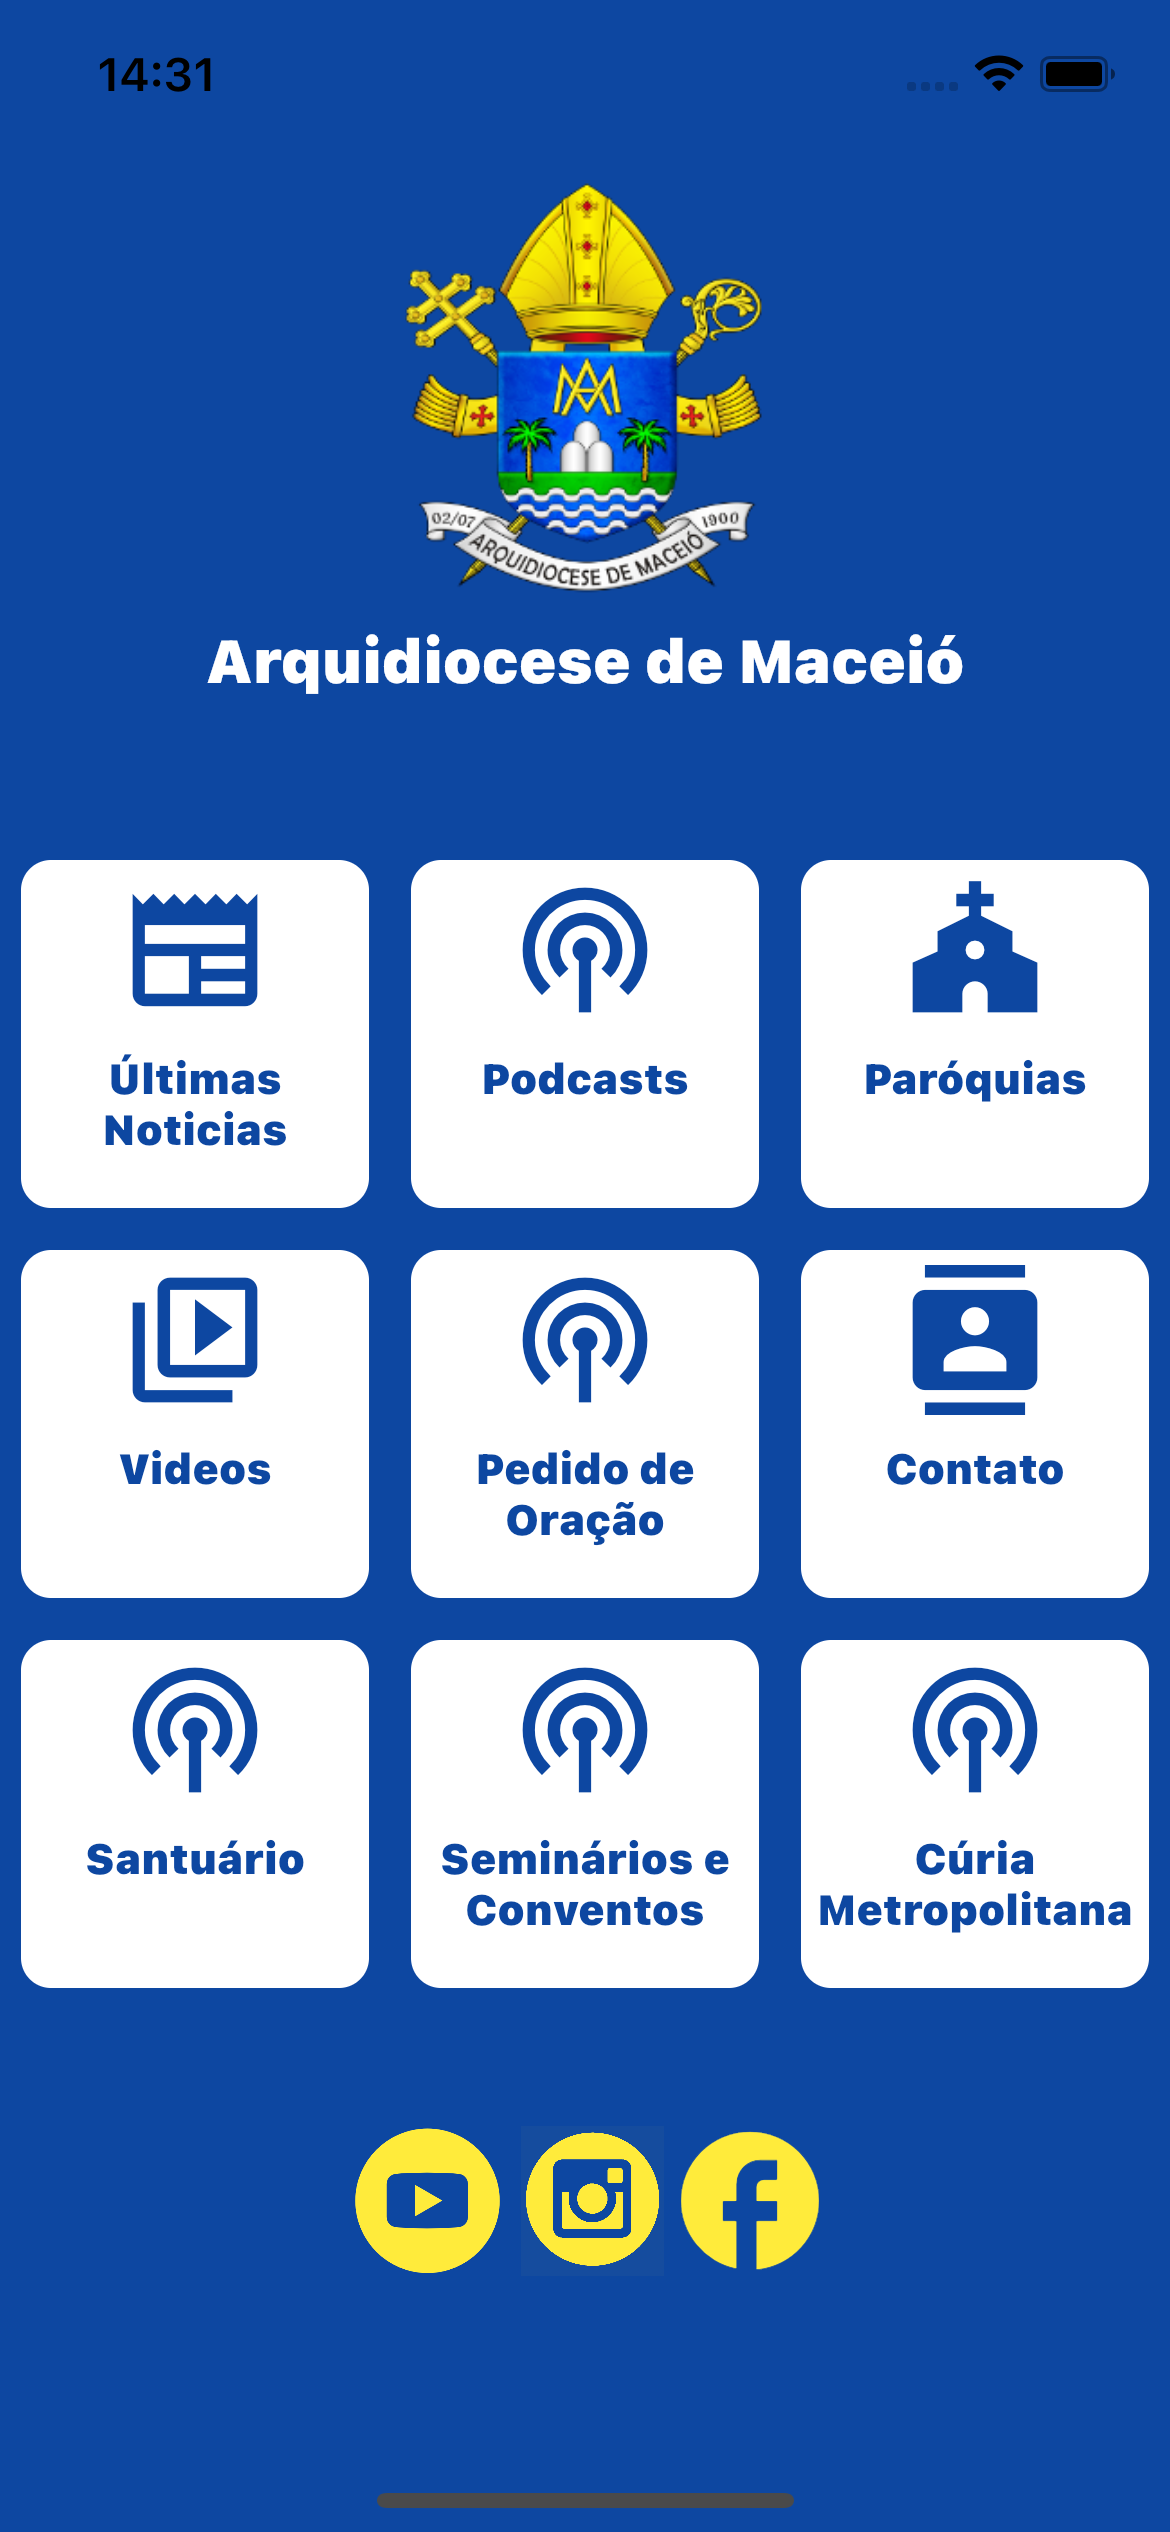 14:31
02/07
1900
ARQUIDIOCESE DE MACEIÓ
Arquidiocese de Maceió
Últimas
Noticias
Podcasts
Paróquias
Videos
Pedido de
Oração
Contato
Santuário
Seminários e
Conventos
Cúria
Metropolitana